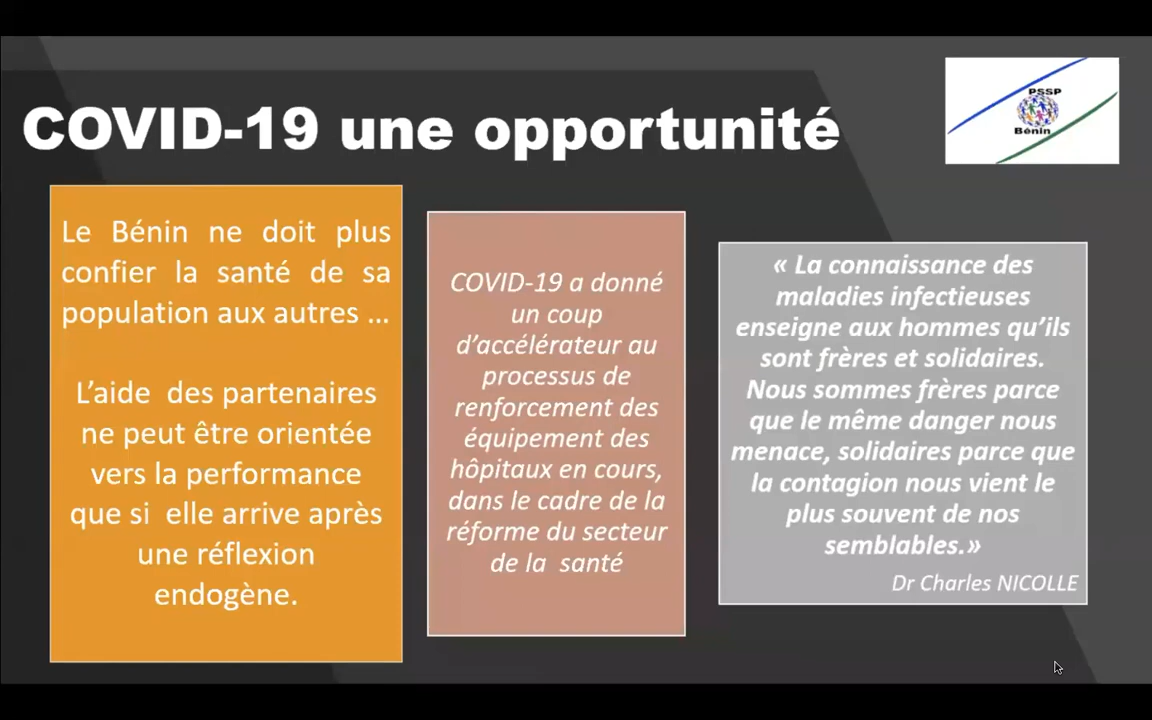 COVID-19 une opportunité
PSSP
Bénin
Le Bénin ne doit plus
confier la santé de sa
population aux autres ...
L'aide des partenaires
ne peut être orientée
vers la performance
que si elle arrive après
une réflexion
endogène.
COVID-19 a donné
un coup
d'accélérateur au
processus de
renforcement des
équipement des
hôpitaux en cours,
dans le cadre de la
réforme du secteur
de la santé
« La connaissance des
maladies infectieuses
enseigne aux hommes qu'ils
sont frères et solidaires.
Nous sommes frères parce
que le même danger nous
menace, solidaires parce que
la contagion nous vient le
plus souvent de nos
semblables.»
Dr Charles NICOLLE